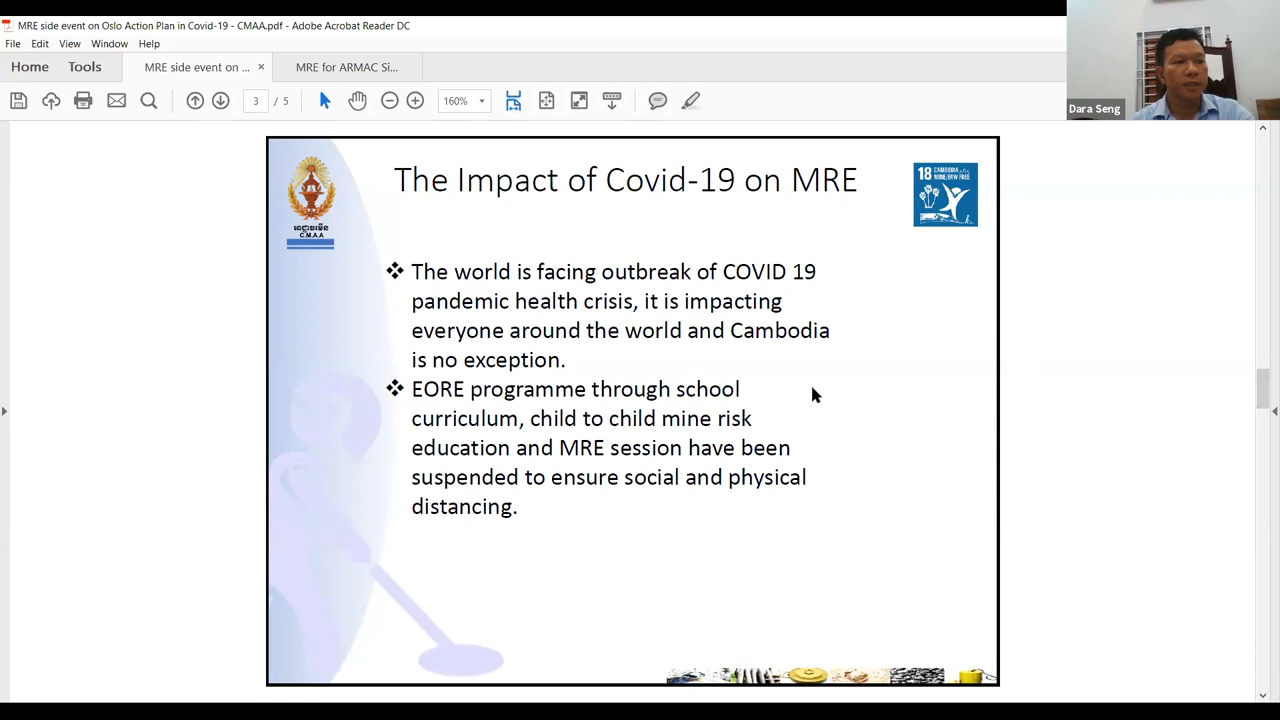 MRE side event on Oslo Action Plan in Covid-19 - CMAA.pdf - Adobe Acrobat Reader DC
File Edit View Window Help
Home Tools MRE side event on ... × MRE for ARMAC Si...
3 / 5 160%
Dara Seng
The Impact of Covid-19 on MRE
18 CAMBODIA
MINE/ERW FREE
C.M.A.A
❖ The world is facing outbreak of COVID 19
pandemic health crisis, it is impacting
everyone around the world and Cambodia
is no exception.
❖ EORE programme through school
curriculum, child to child mine risk
education and MRE session have been
suspended to ensure social and physical
distancing.